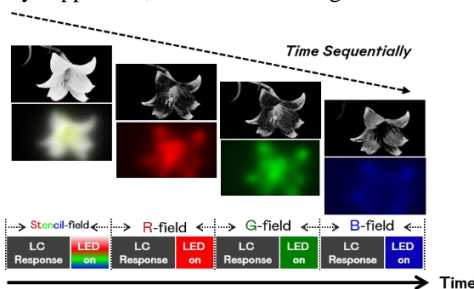 Time Sequentially
Stencil-field R-field G-field B-field
LC Response LED on LC Response LED on LC Response LED on LC Response LED on
Time